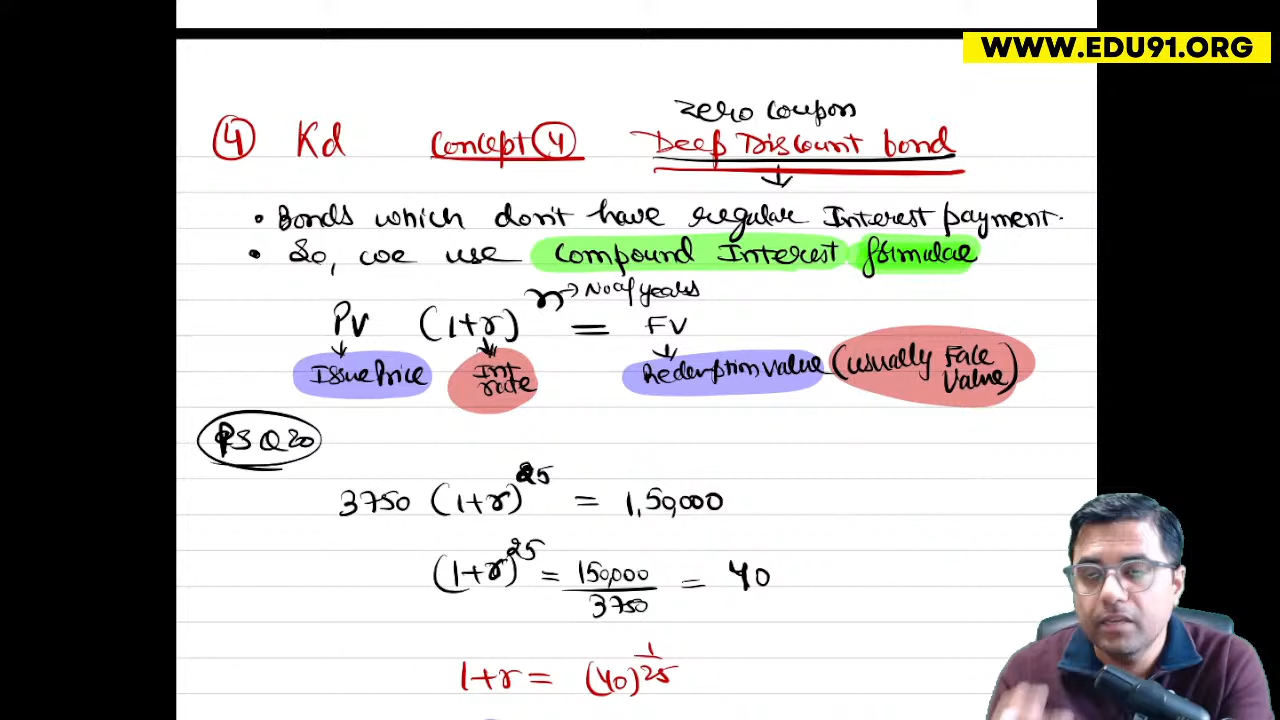 WWW.EDU91.ORG
Zero Coupon
④ Kd Concept ④ Deep Discount bond
• Bonds which don't have regular Interest payment.
• So, we use Compound Interest formulae
n → No of years
PV (1+r) = FV
Issue Price Int rate Redemption Value (usually Face Value)
PS Q20
3750 (1+r)^25 = 1,50,000
(1+r)^25 = 150,000 / 3750 = 40
1+r = (40)^1/25